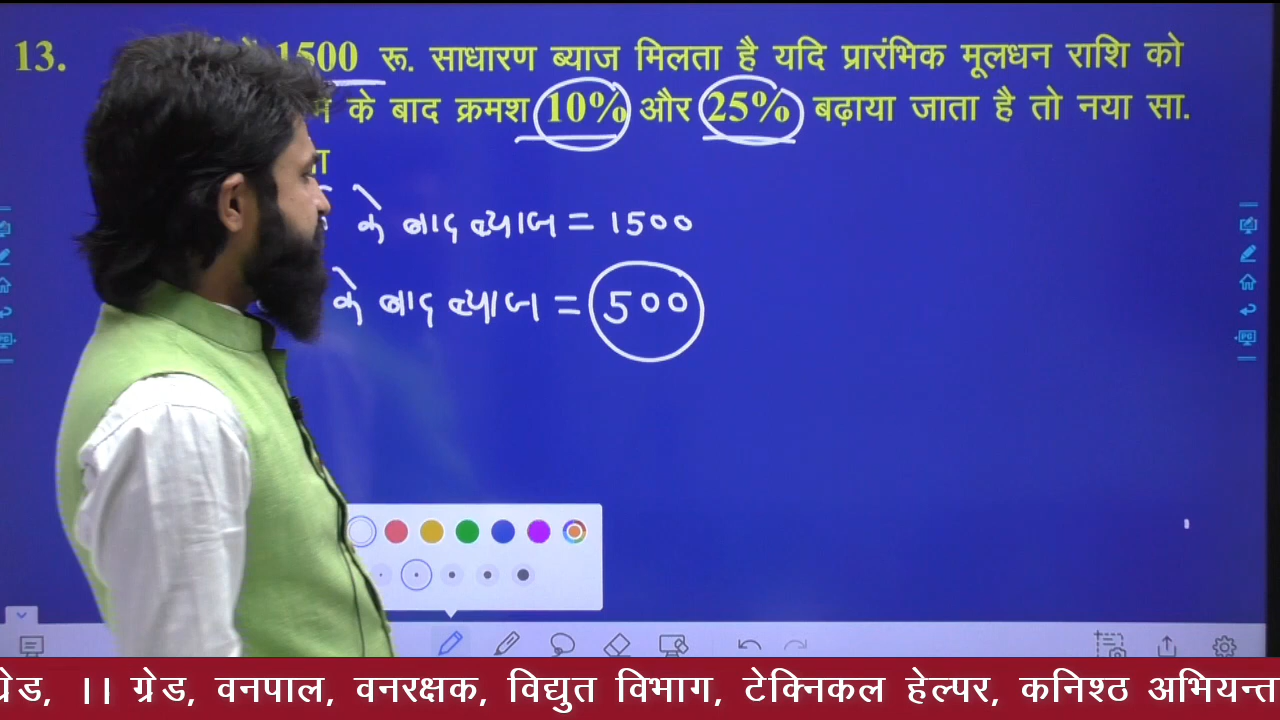 13. 1500 रू. साधारण ब्याज मिलता है यदि प्रारंभिक मूलधन राशि को
के बाद क्रमश 10% और 25% बढ़ाया जाता है तो नया सा.
के बाद ब्याज = 1500
के बाद ब्याज = 500
ग्रेड, ।। ग्रेड, वनपाल, वनरक्षक, विद्युत विभाग, टेक्निकल हेल्पर, कनिश्ठ अभियन्त